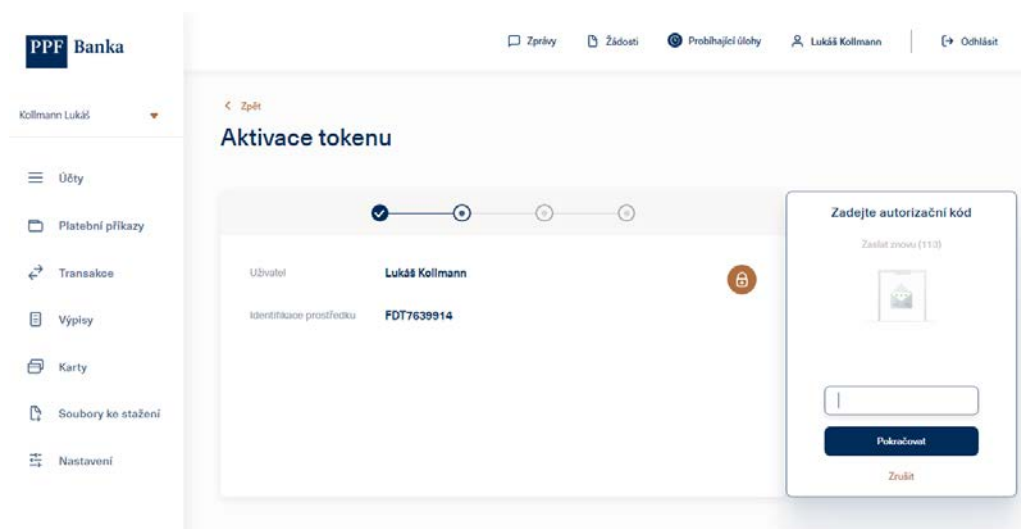 PPF Banka
Zprávy
Žádosti
Probíhající úlohy
Lukáš Kollmann
Odhlásit
Kollmann Lukáš
Účty
Platební příkazy
Transakce
Výpisy
Karty
Soubory ke stažení
Nastavení
Zpět
Aktivace tokenu
Uživatel Lukáš Kollmann
Identifikace prostředku FDT7639914
Zadejte autorizační kód
Zaslat znovu (113)
Pokračovat
Zrušit